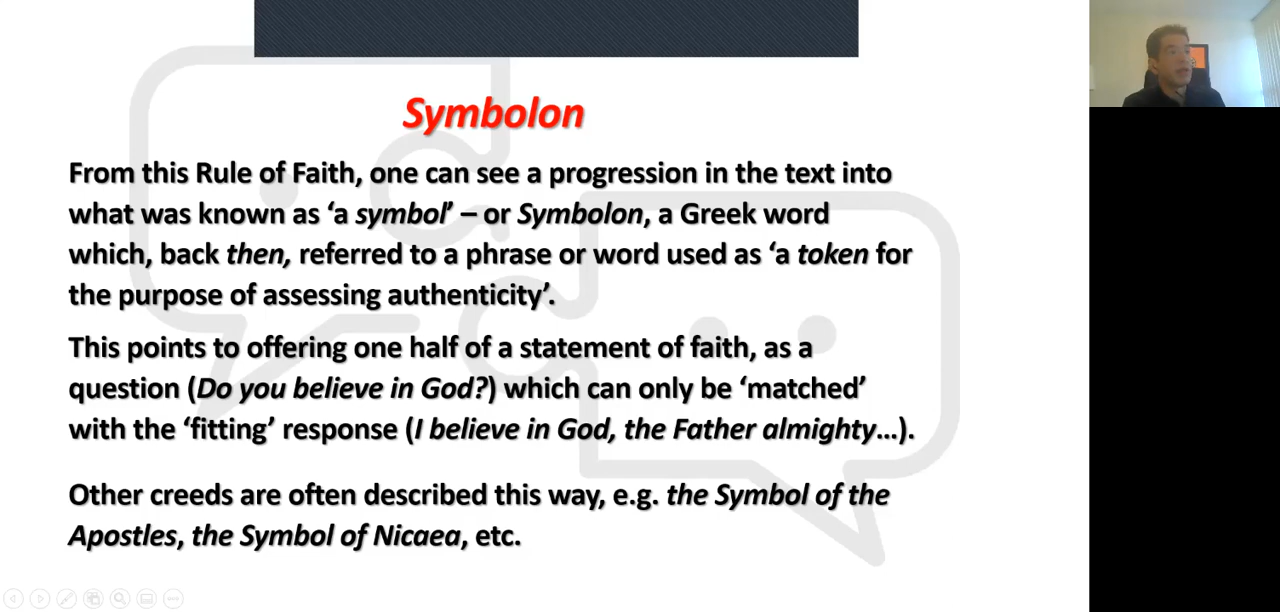 Symbolon
From this Rule of Faith, one can see a progression in the text into
what was known as ‘a symbol’ – or Symbolon, a Greek word
which, back then, referred to a phrase or word used as ‘a token for
the purpose of assessing authenticity’.
This points to offering one half of a statement of faith, as a
question (Do you believe in God?) which can only be ‘matched’
with the ‘fitting’ response (I believe in God, the Father almighty…).
Other creeds are often described this way, e.g. the Symbol of the
Apostles, the Symbol of Nicaea, etc.